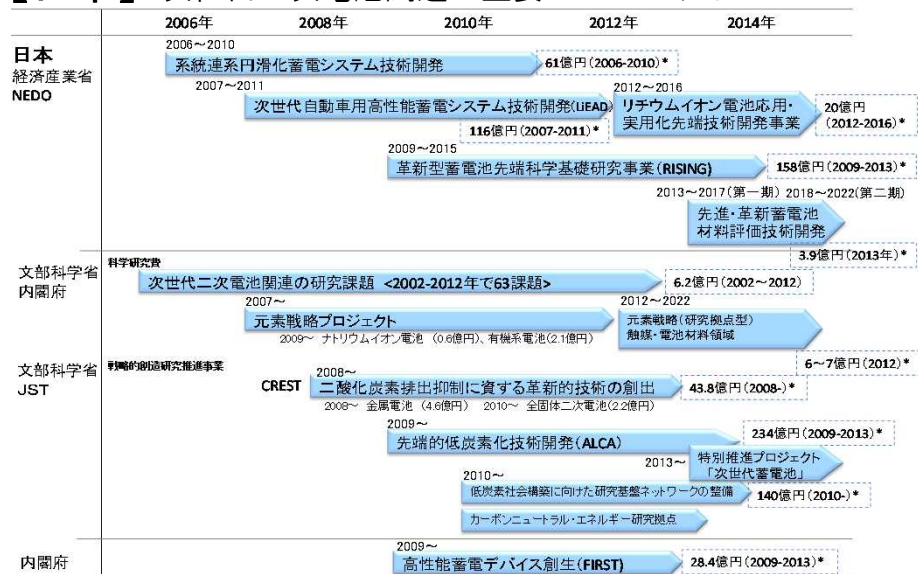 2006年 2008年 2010年 2012年 2014年
日本
経済産業省
NEDO
2006～2010
系統連系円滑化蓄電システム技術開発
61億円(2006-2010)*
2007～2011
次世代自動車用高性能蓄電システム技術開発(LiEAD)
116億円(2007-2011)*
2012～2016
リチウムイオン電池応用・
実用化先端技術開発事業
20億円
(2012-2016)*
2009～2015
革新型蓄電池先端科学基礎研究事業(RISING)
158億円(2009-2013)*
2013～2017(第一期) 2018～2022(第二期)
先進・革新蓄電池
材料評価技術開発
3.9億円(2013年)*
文部科学省
内閣府
科学研究費
次世代二次電池関連の研究課題 <2002-2012年で63課題>
6.2億円(2002～2012)
2007～
元素戦略プロジェクト
2009～ ナトリウムイオン電池 (0.6億円)、有機系電池(2.1億円)
2012～2022
元素戦略(研究拠点型)
触媒・電池材料領域
6～7億円(2012)*
文部科学省
JST
戦略的創造研究推進事業
CREST
2008～
二酸化炭素排出抑制に資する革新的技術の創出
43.8億円(2008-)*
2008～ 金属電池 (4.6億円) 2010～ 全固体二次電池(2.2億円)
2009～
先端的低炭素化技術開発(ALCA)
234億円(2009-2013)*
2013～
特別推進プロジェクト
「次世代蓄電池」
2010～
低炭素社会構築に向けた研究基盤ネットワークの整備
140億円(2010-)*
カーボンニュートラル・エネルギー研究拠点
内閣府
2009～
高性能蓄電デバイス創生(FIRST)
28.4億円(2009-2013)*